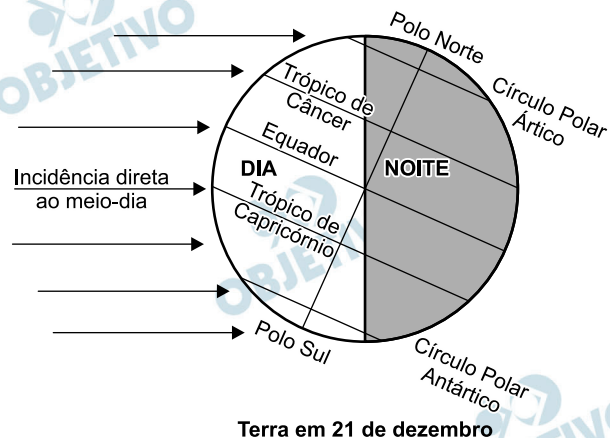 OBJETIVO
Polo Norte
Círculo Polar
Ártico
Trópico de
Câncer
Equador
DIA
NOITE
Incidência direta
ao meio-dia
Trópico de
Capricórnio
OBJETIVO
Polo Sul
Círculo Polar
Antártico
Terra em 21 de dezembro